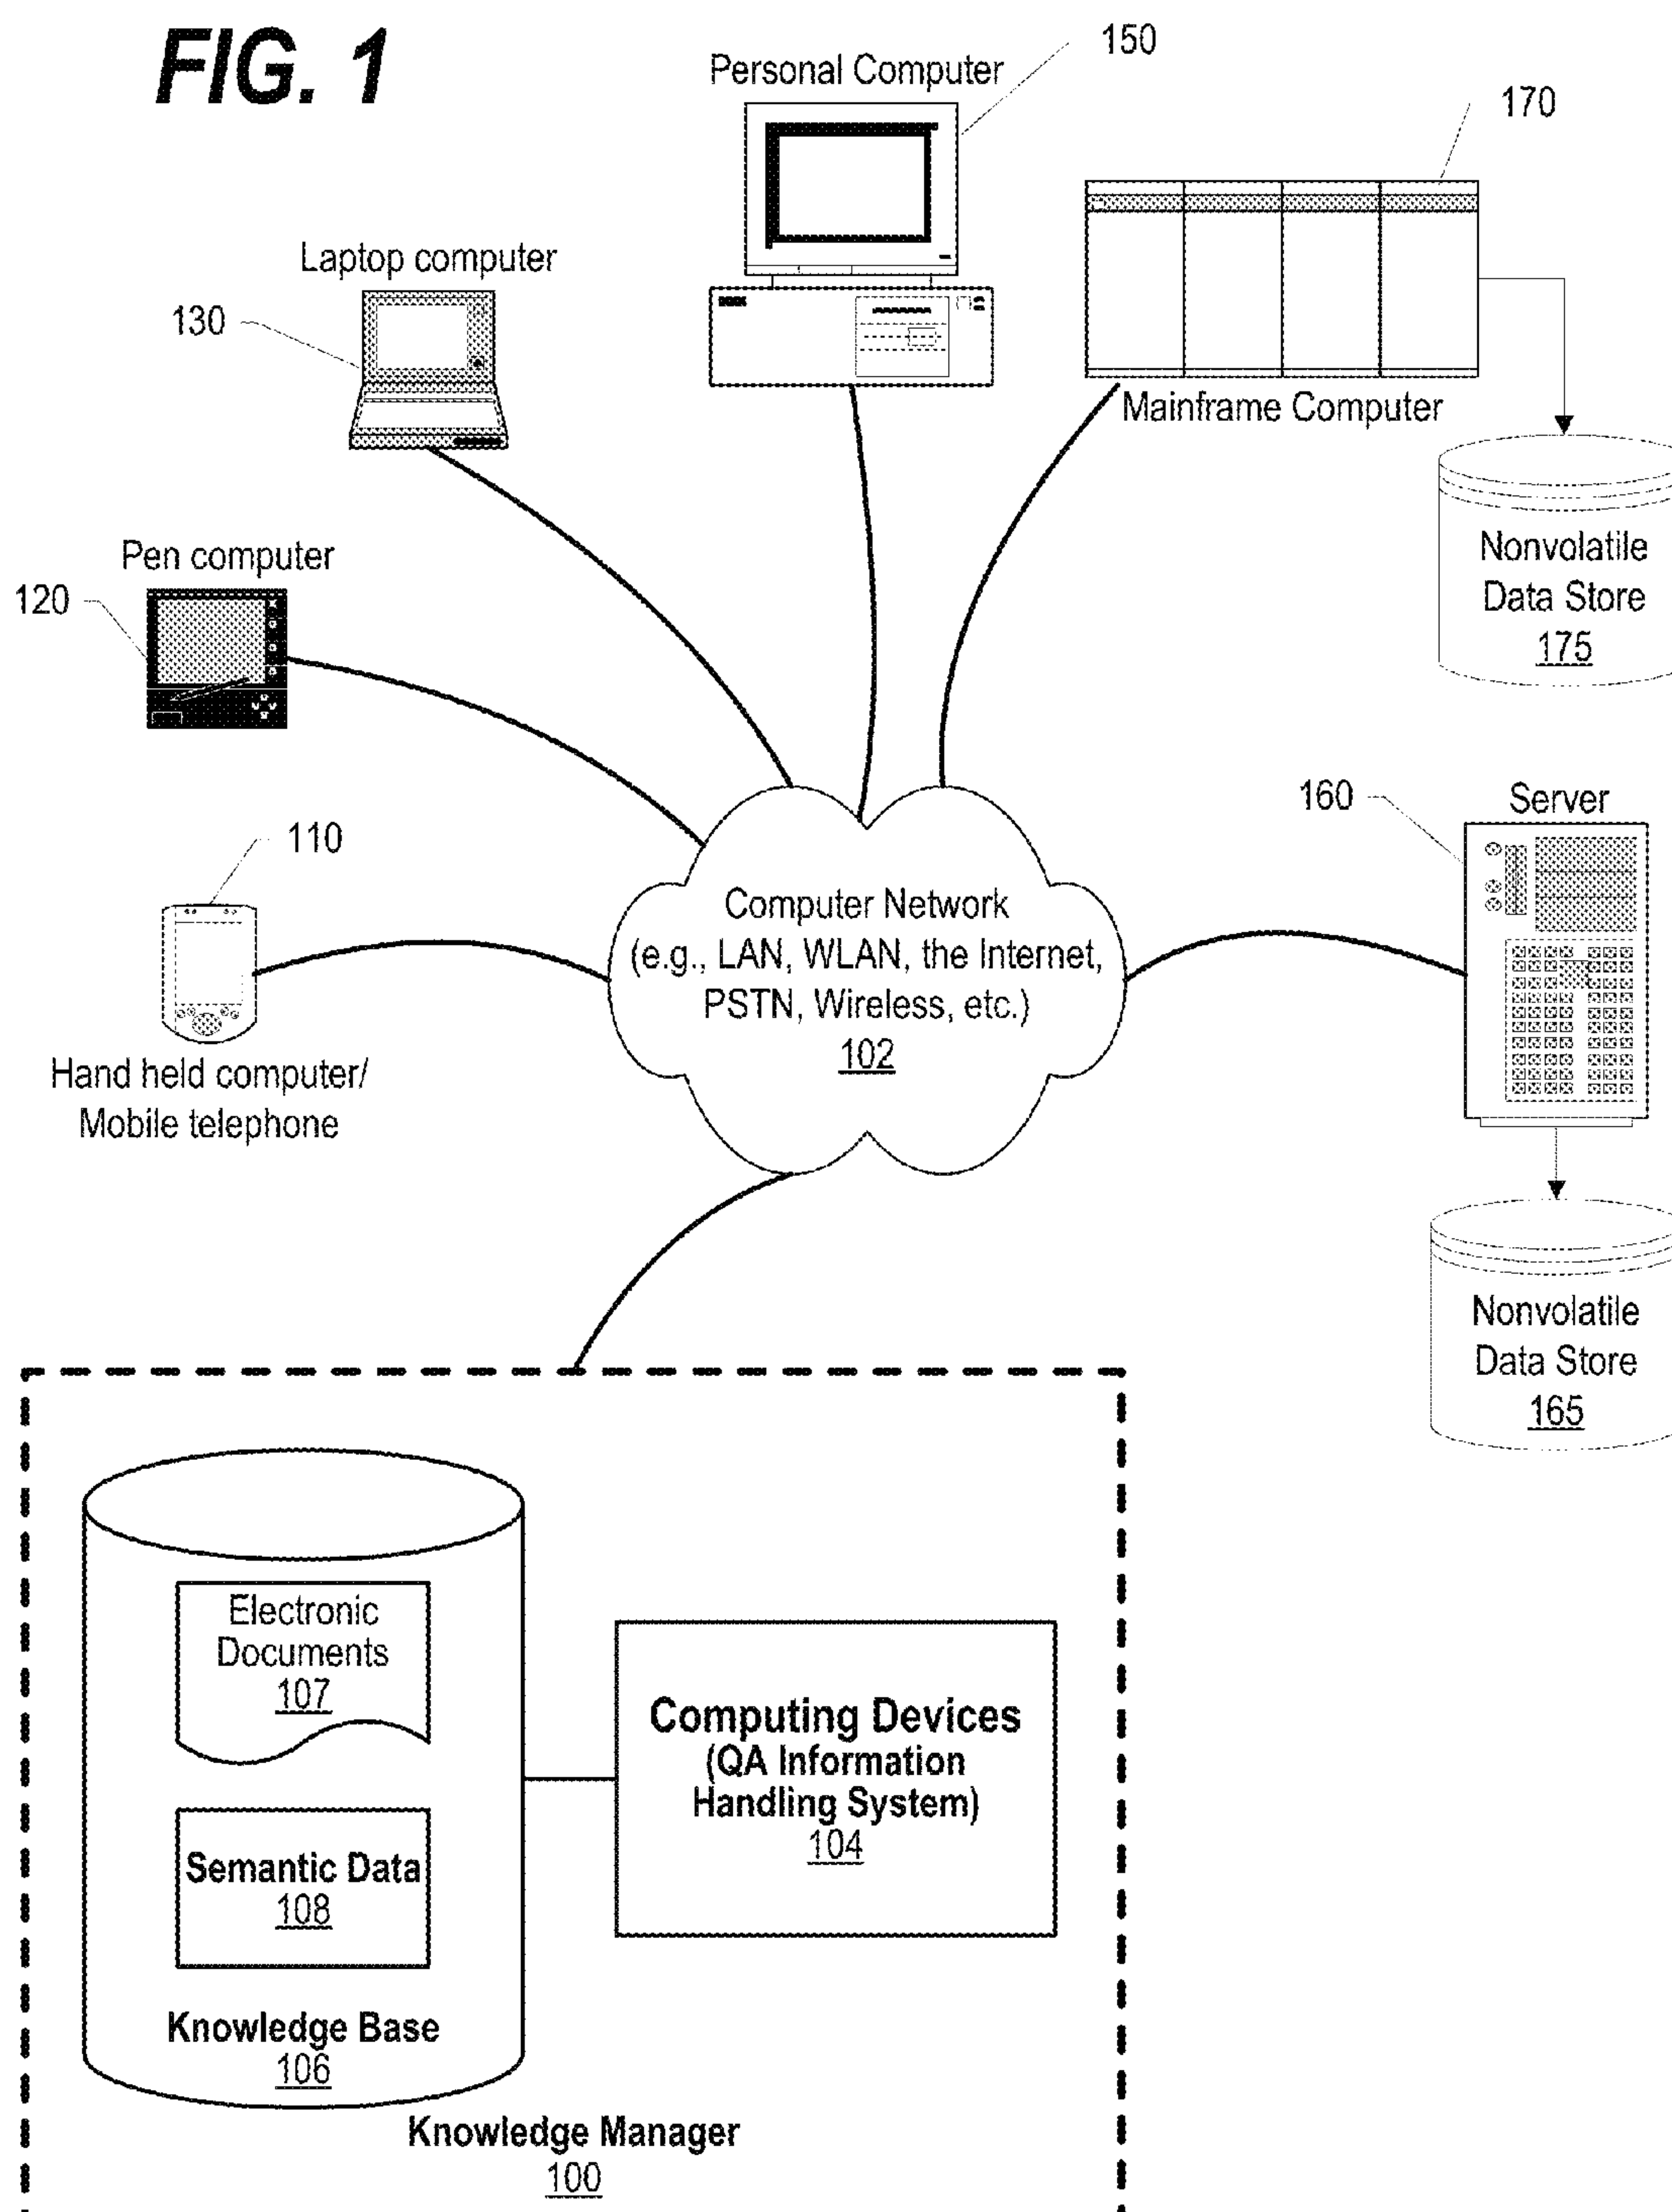 FIG. 1
Personal Computer
150
170
Laptop computer
130
Mainframe Computer
Pen computer
120
Nonvolatile
Data Store
175
110
Hand held computer/
Mobile telephone
Computer Network
(e.g., LAN, WLAN, the Internet,
PSTN, Wireless, etc.)
102
160
Server
Nonvolatile
Data Store
165
Electronic
Documents
107
Semantic Data
108
Knowledge Base
106
Computing Devices
(QA Information
Handling System)
104
Knowledge Manager
100